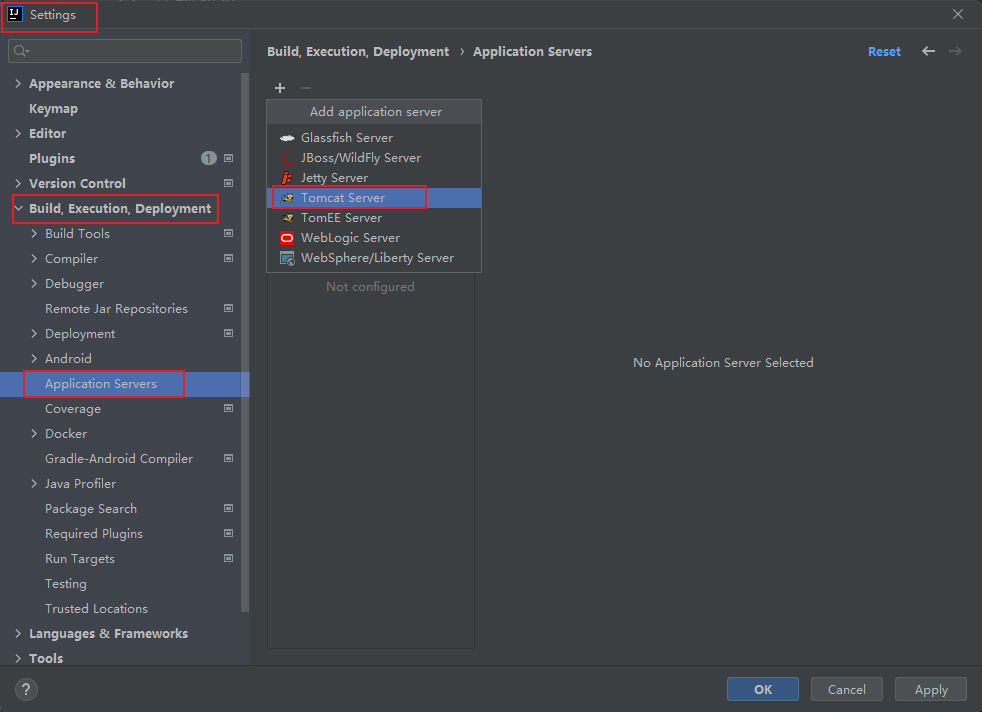 Settings
Build, Execution, Deployment › Application Servers
Reset
Appearance & Behavior
Keymap
Editor
Plugins 1
Version Control
Build, Execution, Deployment
Build Tools
Compiler
Debugger
Remote Jar Repositories
Deployment
Android
Application Servers
Coverage
Docker
Gradle-Android Compiler
Java Profiler
Package Search
Required Plugins
Run Targets
Testing
Trusted Locations
Languages & Frameworks
Tools
Add application server
Glassfish Server
JBoss/WildFly Server
Jetty Server
Tomcat Server
TomEE Server
WebLogic Server
WebSphere/Liberty Server
Not configured
No Application Server Selected
?
OK
Cancel
Apply